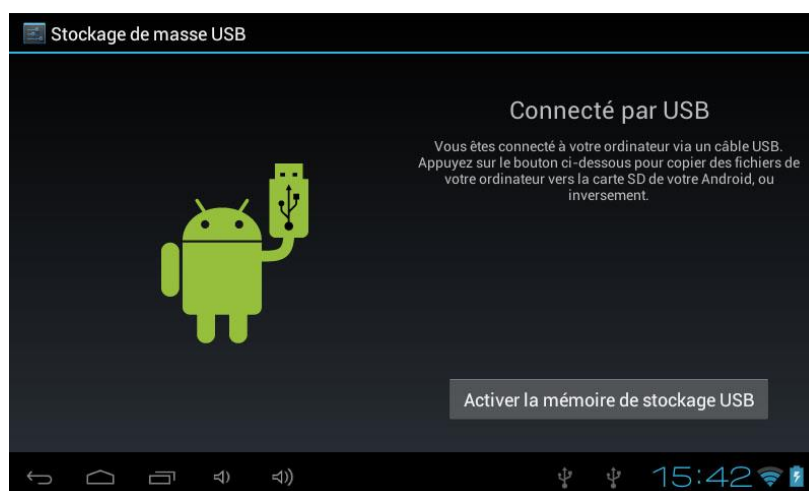 Stockage de masse USB
Connecté par USB
Vous êtes connecté à votre ordinateur via un câble USB.
Appuyez sur le bouton ci-dessous pour copier des fichiers de
votre ordinateur vers la carte SD de votre Android, ou
inversement.
Activer la mémoire de stockage USB
15:42